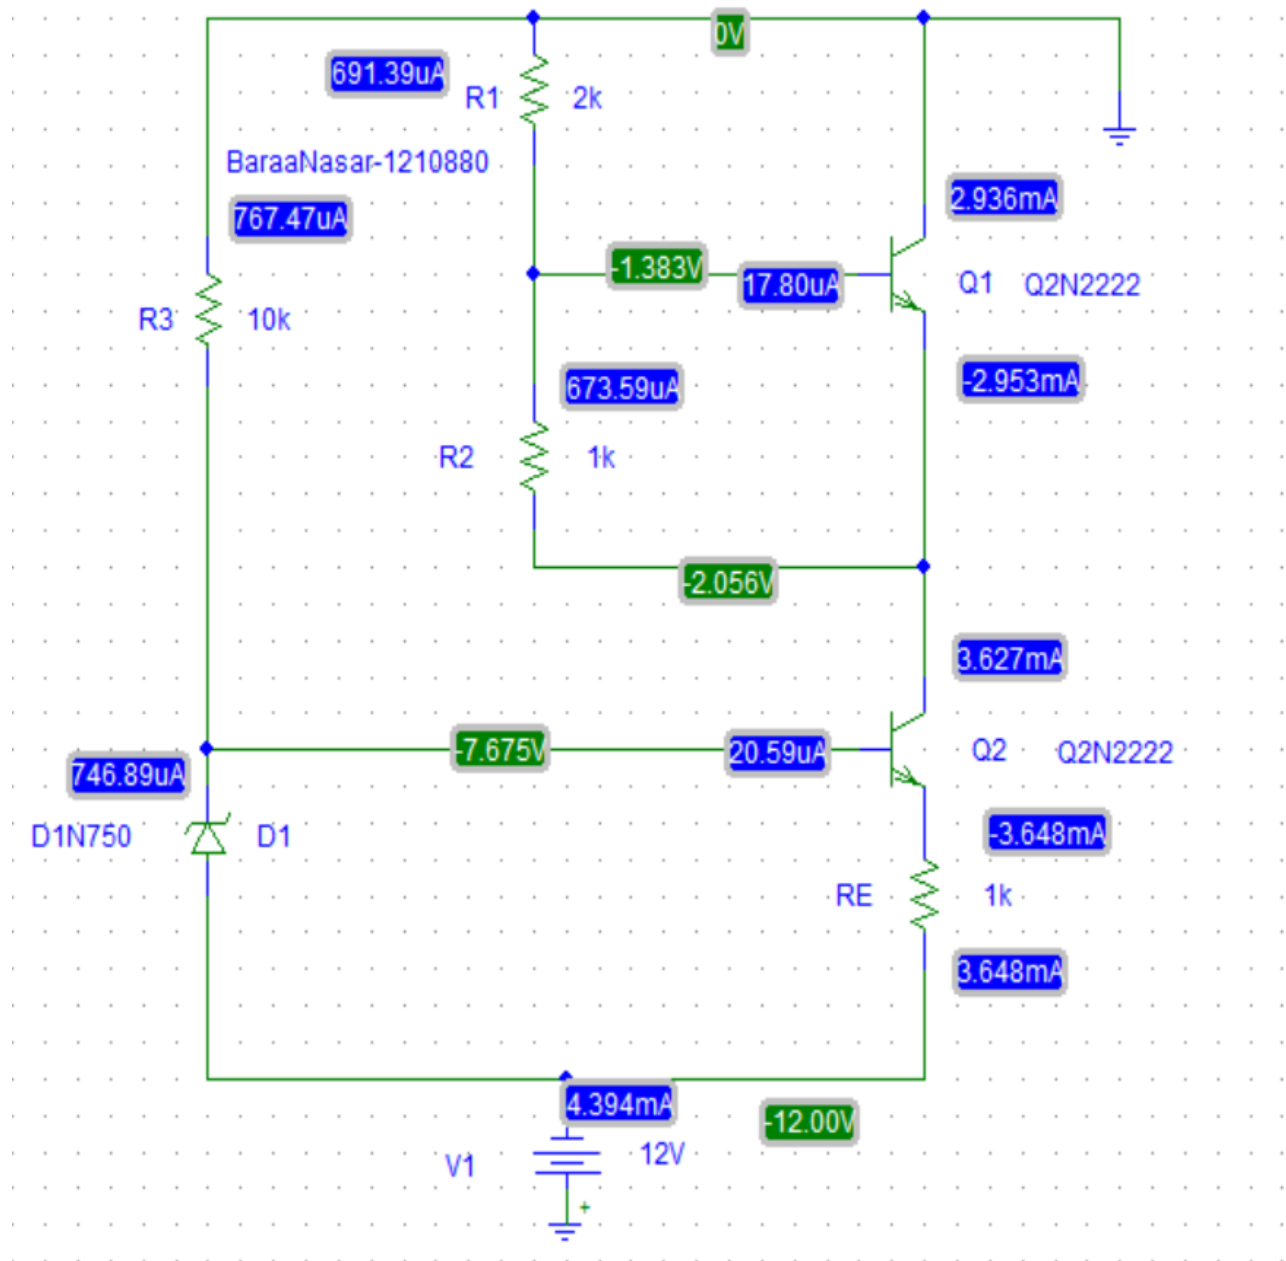 0V
691.39uA
R1 2k
BaraaNasar-1210880
2.936mA
767.47uA
-1.383V
17.80uA
Q1 Q2N2222
R3 10k
673.59uA
-2.953mA
R2 1k
-2.056V
3.627mA
-7.675V
20.59uA
Q2 Q2N2222
746.89uA
D1N750 D1
-3.648mA
RE 1k
3.648mA
4.394mA
-12.00V
V1 12V
+